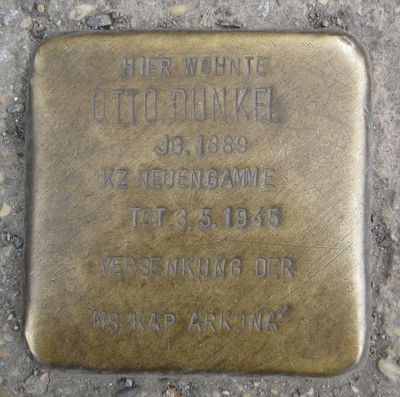 HIER WOHNTE
OTTO DUNKEL
JG. 1889
KZ NEUENGAMME
TOT 3.5.1945
VERSENKUNG DER
MS. KAP ARKONA"